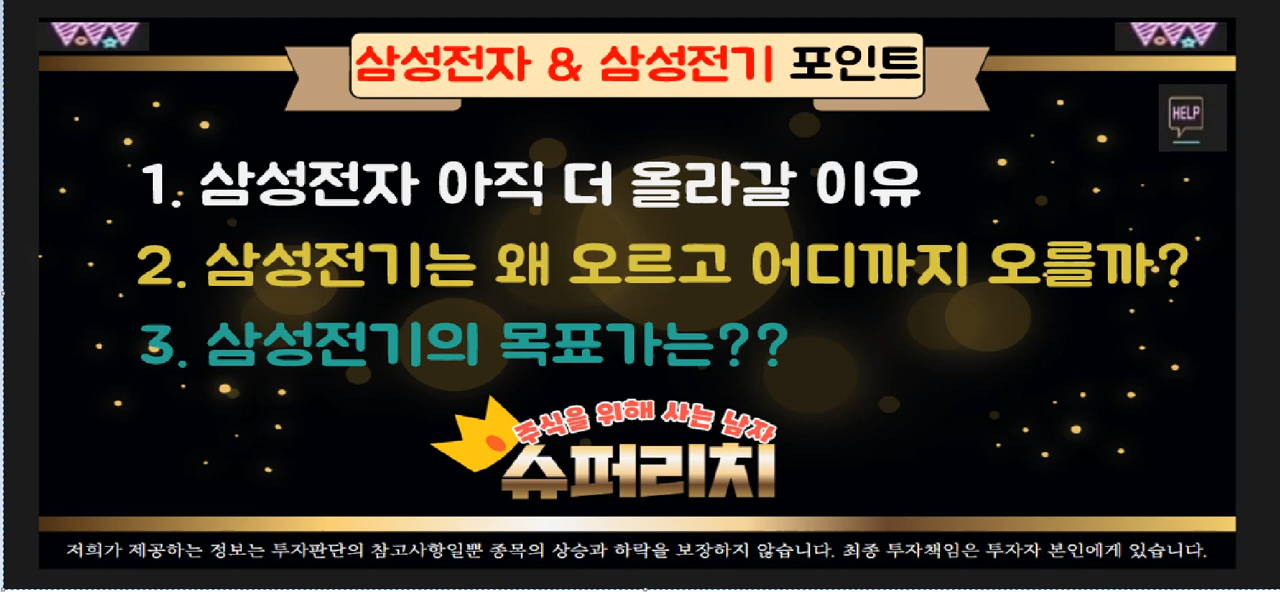 삼성전자 & 삼성전기 포인트
HELP
1. 삼성전자 아직 더 올라갈 이유
2. 삼성전기는 왜 오르고 어디까지 오를까?
3. 삼성전기의 목표가는??
주식을 위해 사는 남자
슈퍼리치
저희가 제공하는 정보는 투자판단의 참고사항일뿐 종목의 상승과 하락을 보장하지 않습니다. 최종 투자책임은 투자자 본인에게 있습니다.